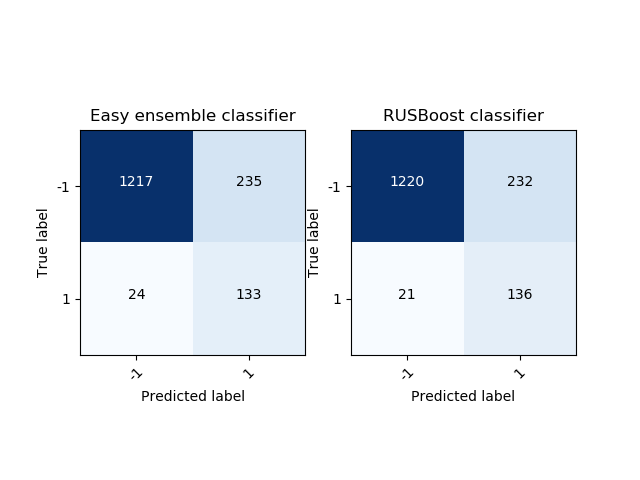 Easy ensemble classifier
True label
-1
1217
235
1
24
133
-1
1
Predicted label
RUSBoost classifier
True label
-1
1220
232
1
21
136
-1
1
Predicted label